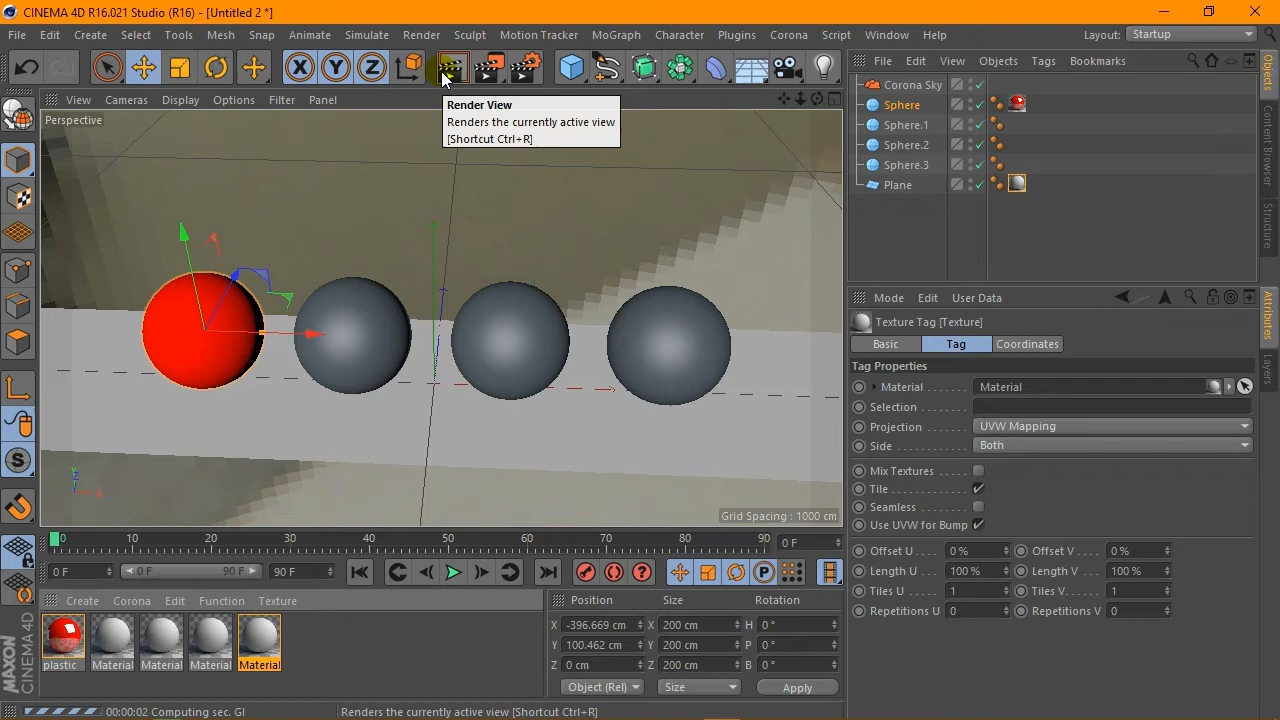 CINEMA 4D R16.021 Studio (R16) - [Untitled 2 *]
File Edit Create Select Tools Mesh Snap Animate Simulate Render Sculpt Motion Tracker MoGraph Character Plugins Corona Script Window Help Layout: Startup
X Y Z
File Edit View Objects Tags Bookmarks
View Cameras Display Options Filter Panel
Perspective
Render View
Renders the currently active view
[Shortcut Ctrl+R]
Corona Sky
Sphere
Sphere.1
Sphere.2
Sphere.3
Plane
Objects
Content Browser
Structure
Mode Edit User Data
Texture Tag [Texture]
Basic Tag Coordinates
Tag Properties
Material Material
Selection
Projection UVW Mapping
Side Both
Mix Textures
Tile
Seamless
Use UVW for Bump
Offset U 0 % Offset V 0 %
Length U 100 % Length V 100 %
Tiles U 1 Tiles V 1
Repetitions U 0 Repetitions V 0
Attributes
Layers
Y
X
S
Grid Spacing : 1000 cm
0 10 20 30 40 50 60 70 80 90 0 F
0 F 0 F 90 F 90 F
P
Create Corona Edit Function Texture
plastic Material Material Material Material
Position Size Rotation
X -396.669 cm X 200 cm H 0 °
Y 100.462 cm Y 200 cm P 0 °
Z 0 cm Z 200 cm B 0 °
Object (Rel) Size Apply
MAXON
CINEMA 4D
00:00:02 Computing sec. GI Renders the currently active view [Shortcut Ctrl+R]